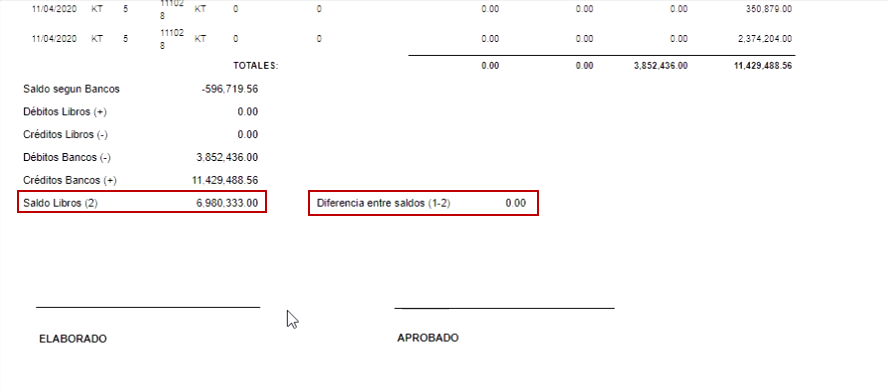 11/04/2020 KT 5 111028 KT 0 0 0.00 0.00 0.00 350,879.00
11/04/2020 KT 5 111028 KT 0 0 0.00 0.00 0.00 2,374,204.00
TOTALES: 0.00 0.00 3,852,436.00 11,429,488.56
Saldo segun Bancos -596,719.56
Débitos Libros (+) 0.00
Créditos Libros (-) 0.00
Débitos Bancos (-) 3,852,436.00
Créditos Bancos (+) 11,429,488.56
Saldo Libros (2) 6,980,333.00 Diferencia entre saldos (1-2) 0.00
ELABORADO APROBADO